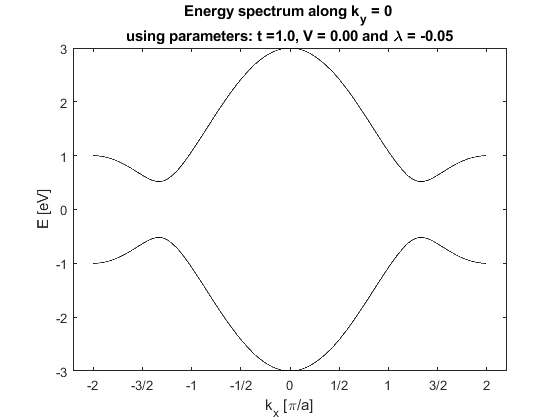 Energy spectrum along k_y = 0
using parameters: t =1.0, V = 0.00 and λ = -0.05
3
2
1
0
-1
-2
-3
E [eV]
-2 -3/2 -1 -1/2 0 1/2 1 3/2 2
k_x [π/a]